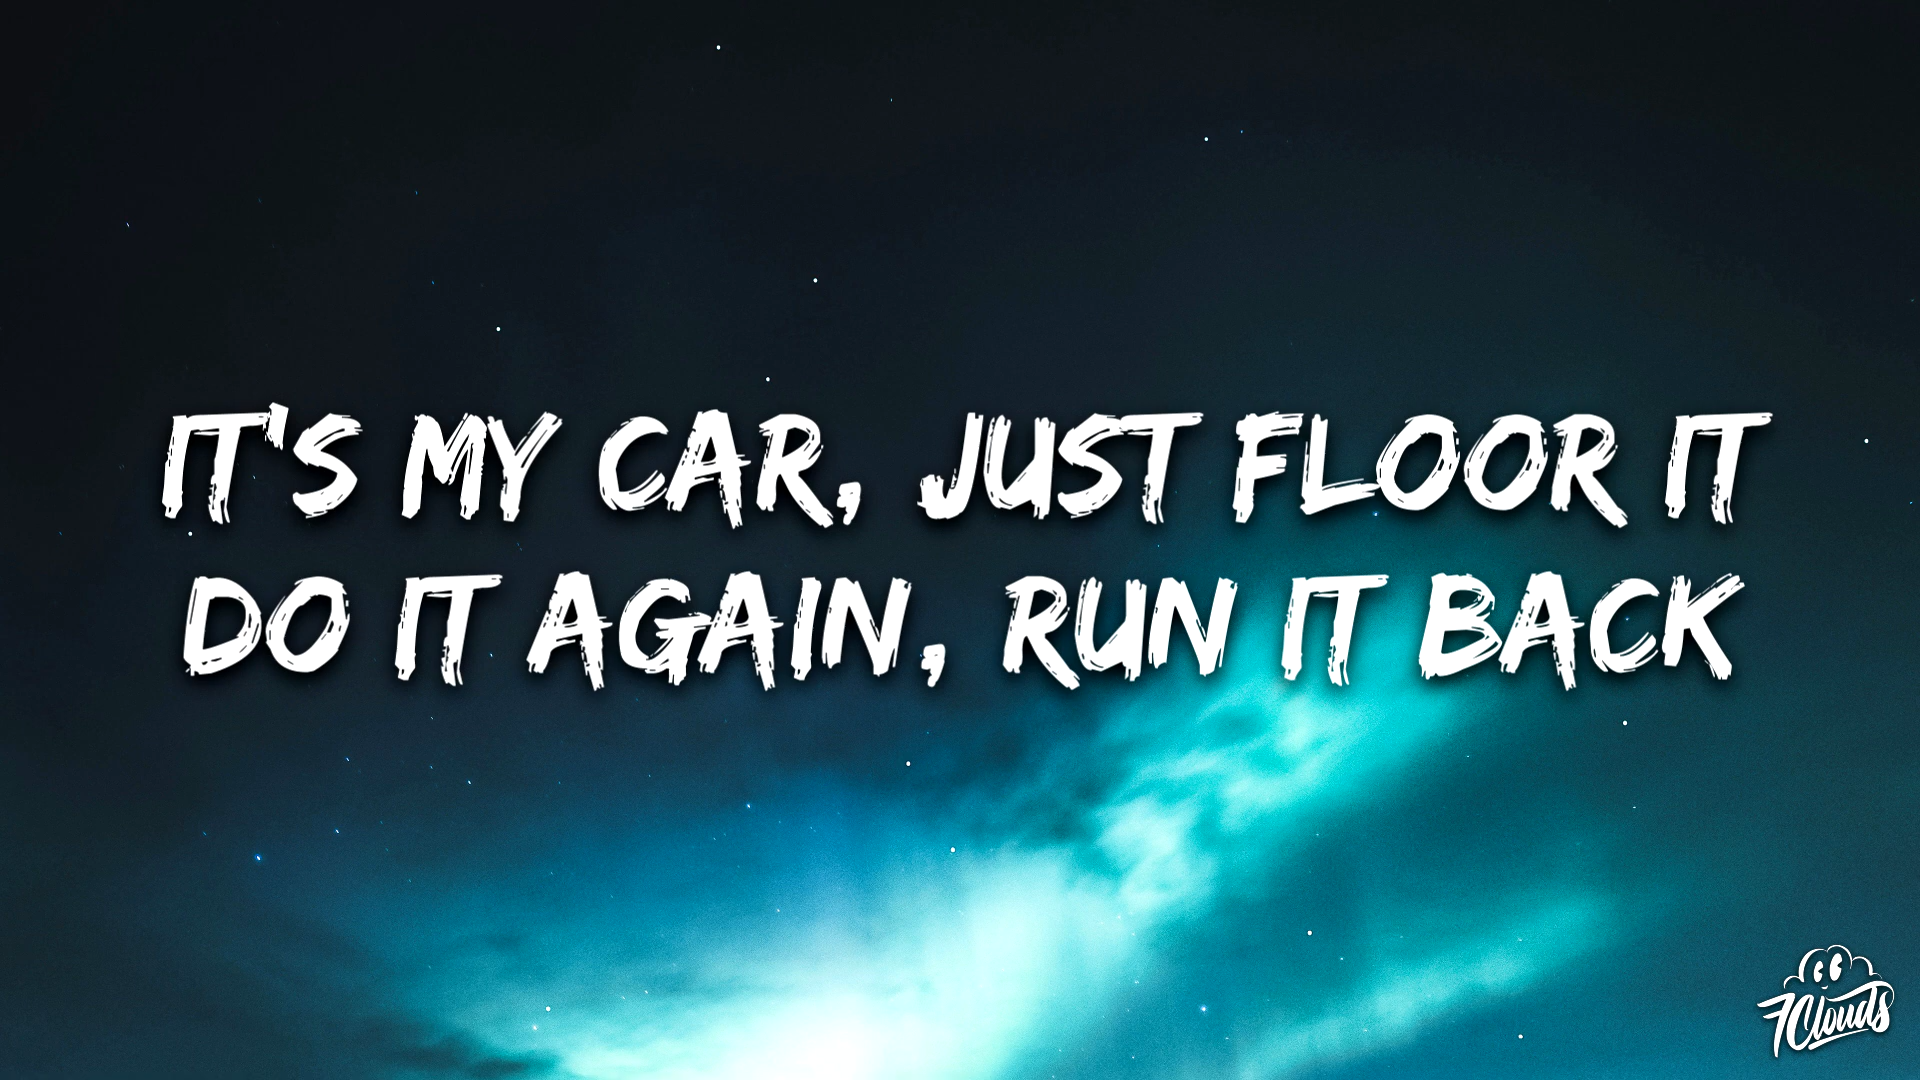 IT'S MY CAR, JUST FLOOR IT
DO IT AGAIN, RUN IT BACK
7Clouds